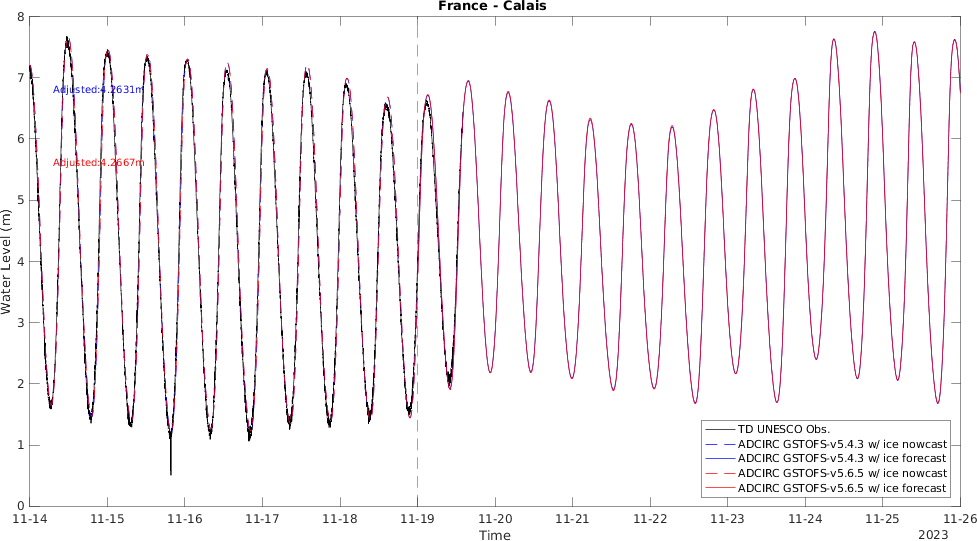 France - Calais
8
7
6
5
4
3
2
1
0
Water Level (m)
Adjusted:4.2631m
Adjusted:4.2667m
TD UNESCO Obs.
ADCIRC GSTOFS-v5.4.3 w/ ice nowcast
ADCIRC GSTOFS-v5.4.3 w/ ice forecast
ADCIRC GSTOFS-v5.6.5 w/ ice nowcast
ADCIRC GSTOFS-v5.6.5 w/ ice forecast
11-14 11-15 11-16 11-17 11-18 11-19 11-20 11-21 11-22 11-23 11-24 11-25 11-26
Time
2023